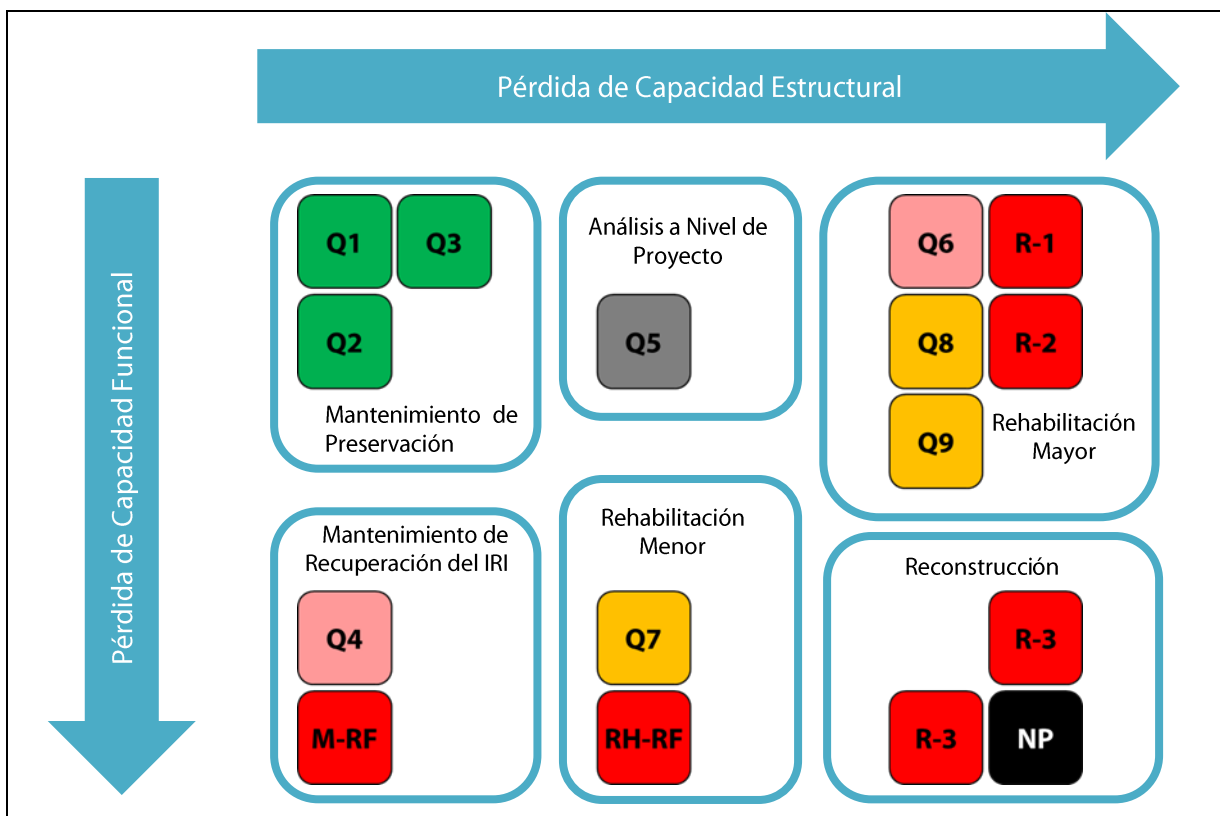 Pérdida de Capacidad Estructural
Pérdida de Capacidad Funcional
Q1 Q3
Q2
Mantenimiento de
Preservación
Análisis a Nivel de
Proyecto
Q5
Q6 R-1
Q8 R-2
Q9
Rehabilitación
Mayor
Mantenimiento de
Recuperación del IRI
Q4
M-RF
Rehabilitación
Menor
Q7
RH-RF
Reconstrucción
R-3
R-3 NP